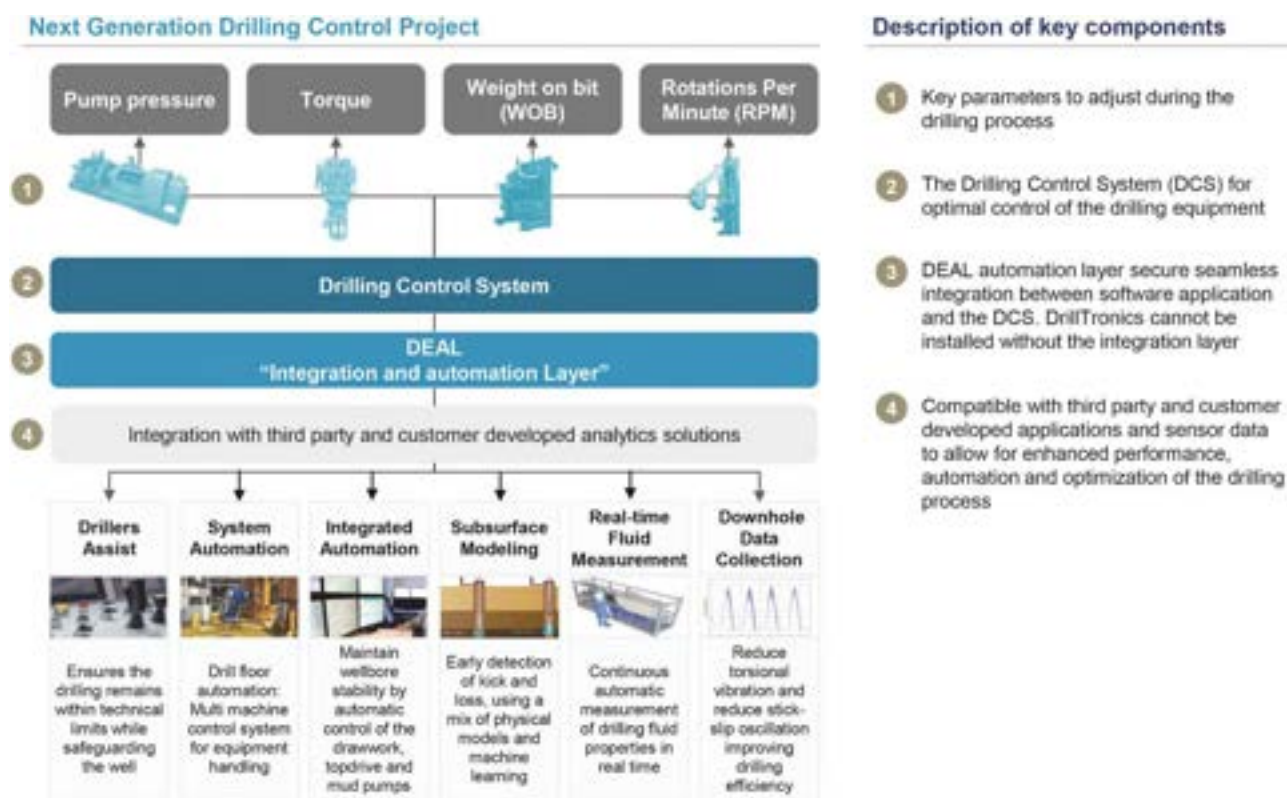 Next Generation Drilling Control Project
Pump pressure
Torque
Weight on bit
(WOB)
Rotations Per
Minute (RPM)
1
2
Drilling Control System
3
DEAL
“Integration and automation Layer”
4
Integration with third party and customer developed analytics solutions
Drillers
Assist
Ensures the
drilling remains
within technical
limits while
safeguarding
the well
System
Automation
Drill floor
automation:
Multi machine
control system
for equipment
handling
Integrated
Automation
Maintain
wellbore
stability by
automatic
control of the
drawwork,
topdrive and
mud pumps
Subsurface
Modeling
Early detection
of kick and
loss, using a
mix of physical
models and
machine
learning
Real-time
Fluid
Measurement
Continuous
automatic
measurement
of drilling fluid
properties in
real time
Downhole
Data
Collection
Reduce
torsional
vibration and
reduce stick-
slip oscillation
improving
drilling
efficiency
Description of key components
1
Key parameters to adjust during the
drilling process
2
The Drilling Control System (DCS) for
optimal control of the drilling equipment
3
DEAL automation layer secure seamless
integration between software application
and the DCS. DrillTronics cannot be
installed without the integration layer
4
Compatible with third party and customer
developed applications and sensor data
to allow for enhanced performance,
automation and optimization of the drilling
process